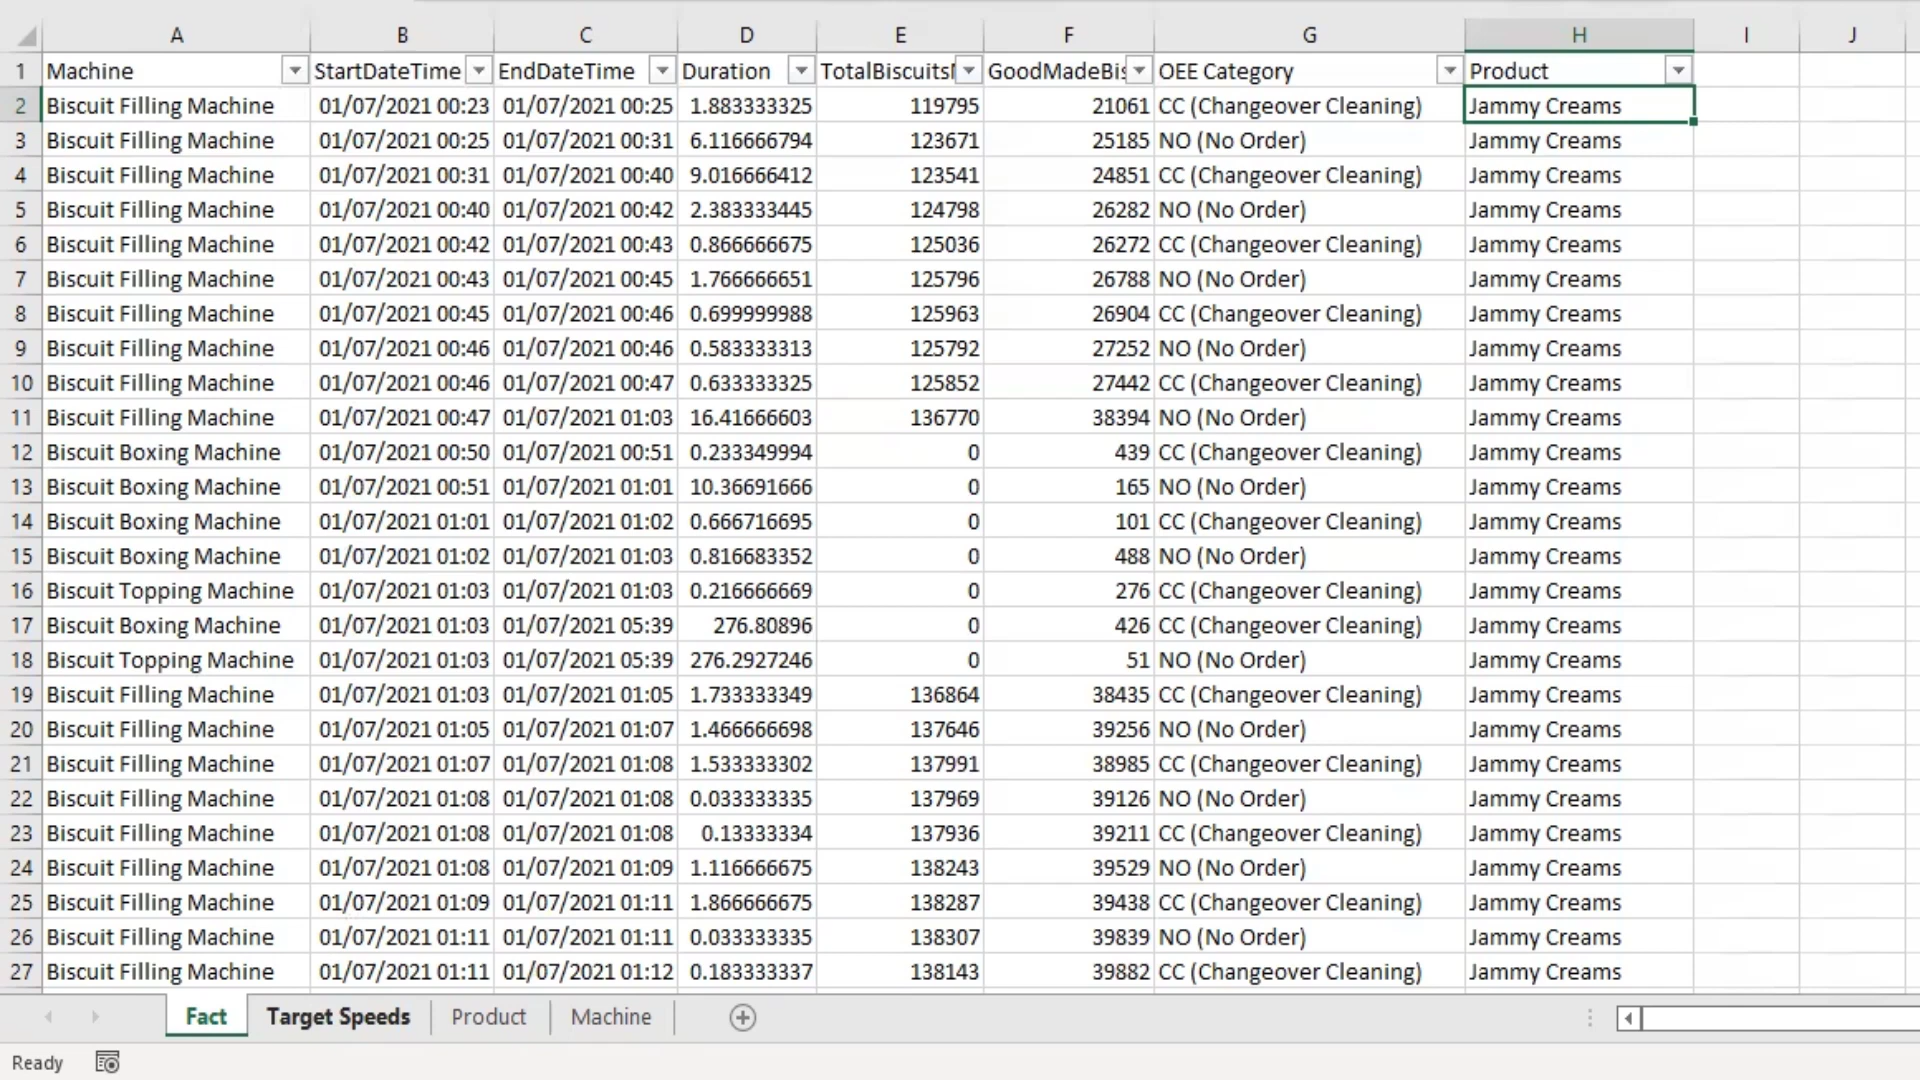 A B C D E F G H I J
1 Machine StartDateTime EndDateTime Duration TotalBiscuitsM GoodMadeBis OEE Category Product
2 Biscuit Filling Machine 01/07/2021 00:23 01/07/2021 00:25 1.883333325 119795 21061 CC (Changeover Cleaning) Jammy Creams
3 Biscuit Filling Machine 01/07/2021 00:25 01/07/2021 00:31 6.116666794 123671 25185 NO (No Order) Jammy Creams
4 Biscuit Filling Machine 01/07/2021 00:31 01/07/2021 00:40 9.016666412 123541 24851 CC (Changeover Cleaning) Jammy Creams
5 Biscuit Filling Machine 01/07/2021 00:40 01/07/2021 00:42 2.383333445 124798 26282 NO (No Order) Jammy Creams
6 Biscuit Filling Machine 01/07/2021 00:42 01/07/2021 00:43 0.866666675 125036 26272 CC (Changeover Cleaning) Jammy Creams
7 Biscuit Filling Machine 01/07/2021 00:43 01/07/2021 00:45 1.766666651 125796 26788 NO (No Order) Jammy Creams
8 Biscuit Filling Machine 01/07/2021 00:45 01/07/2021 00:46 0.699999988 125963 26904 CC (Changeover Cleaning) Jammy Creams
9 Biscuit Filling Machine 01/07/2021 00:46 01/07/2021 00:46 0.583333313 125792 27252 NO (No Order) Jammy Creams
10 Biscuit Filling Machine 01/07/2021 00:46 01/07/2021 00:47 0.633333325 125852 27442 CC (Changeover Cleaning) Jammy Creams
11 Biscuit Filling Machine 01/07/2021 00:47 01/07/2021 01:03 16.41666603 136770 38394 NO (No Order) Jammy Creams
12 Biscuit Boxing Machine 01/07/2021 00:50 01/07/2021 00:51 0.233349994 0 439 CC (Changeover Cleaning) Jammy Creams
13 Biscuit Boxing Machine 01/07/2021 00:51 01/07/2021 01:01 10.36691666 0 165 NO (No Order) Jammy Creams
14 Biscuit Boxing Machine 01/07/2021 01:01 01/07/2021 01:02 0.666716695 0 101 CC (Changeover Cleaning) Jammy Creams
15 Biscuit Boxing Machine 01/07/2021 01:02 01/07/2021 01:03 0.816683352 0 488 NO (No Order) Jammy Creams
16 Biscuit Topping Machine 01/07/2021 01:03 01/07/2021 01:03 0.216666669 0 276 CC (Changeover Cleaning) Jammy Creams
17 Biscuit Boxing Machine 01/07/2021 01:03 01/07/2021 05:39 276.80896 0 426 CC (Changeover Cleaning) Jammy Creams
18 Biscuit Topping Machine 01/07/2021 01:03 01/07/2021 05:39 276.2927246 0 51 NO (No Order) Jammy Creams
19 Biscuit Filling Machine 01/07/2021 01:03 01/07/2021 01:05 1.733333349 136864 38435 CC (Changeover Cleaning) Jammy Creams
20 Biscuit Filling Machine 01/07/2021 01:05 01/07/2021 01:07 1.466666698 137646 39256 NO (No Order) Jammy Creams
21 Biscuit Filling Machine 01/07/2021 01:07 01/07/2021 01:08 1.533333302 137991 38985 CC (Changeover Cleaning) Jammy Creams
22 Biscuit Filling Machine 01/07/2021 01:08 01/07/2021 01:08 0.033333335 137969 39126 NO (No Order) Jammy Creams
23 Biscuit Filling Machine 01/07/2021 01:08 01/07/2021 01:08 0.13333334 137936 39211 CC (Changeover Cleaning) Jammy Creams
24 Biscuit Filling Machine 01/07/2021 01:08 01/07/2021 01:09 1.116666675 138243 39529 NO (No Order) Jammy Creams
25 Biscuit Filling Machine 01/07/2021 01:09 01/07/2021 01:11 1.866666675 138287 39438 CC (Changeover Cleaning) Jammy Creams
26 Biscuit Filling Machine 01/07/2021 01:11 01/07/2021 01:11 0.033333335 138307 39839 NO (No Order) Jammy Creams
27 Biscuit Filling Machine 01/07/2021 01:11 01/07/2021 01:12 0.183333337 138143 39882 CC (Changeover Cleaning) Jammy Creams
Fact Target Speeds Product Machine
Ready